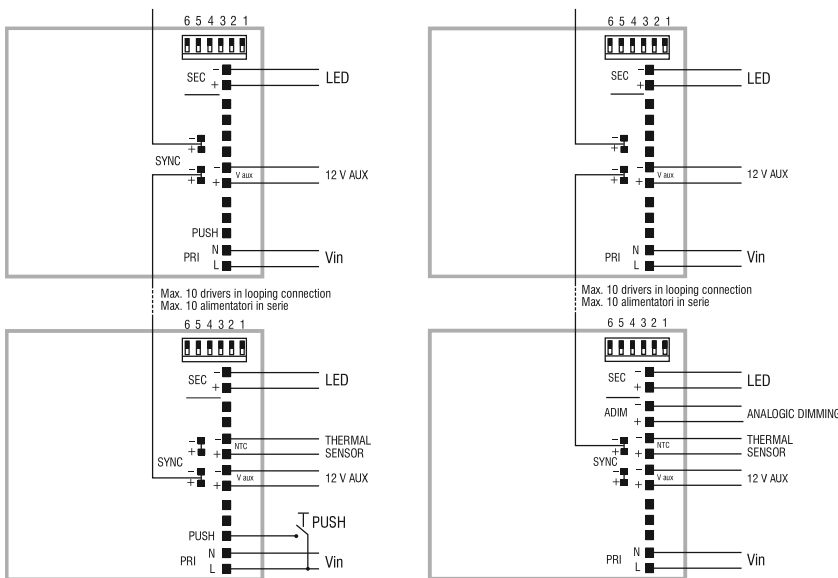 6 5 4 3 2 1
SEC
-
+
LED
-
+
SYNC
-
+
-
+
V aux
12 V AUX
PUSH
PRI
N
L
Vin
Max. 10 drivers in looping connection
Max. 10 alimentatori in serie
6 5 4 3 2 1
SEC
-
+
LED
-
+
SYNC
-
+
-
+
NTC
THERMAL
SENSOR
-
+
V aux
12 V AUX
PUSH
PUSH
PRI
N
L
Vin
6 5 4 3 2 1
SEC
-
+
LED
-
+
-
+
-
+
V aux
12 V AUX
PRI
N
L
Vin
Max. 10 drivers in looping connection
Max. 10 alimentatori in serie
6 5 4 3 2 1
SEC
-
+
LED
ADIM
-
+
ANALOGIC DIMMING
-
+
SYNC
-
+
-
+
NTC
THERMAL
SENSOR
-
+
V aux
12 V AUX
PRI
N
L
Vin